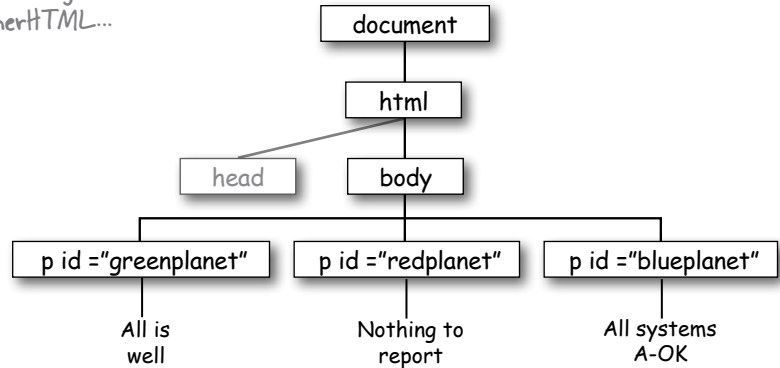 document
html
head
body
p id ="greenplanet"
p id ="redplanet"
p id ="blueplanet"
All is
well
Nothing to
report
All systems
A-OK